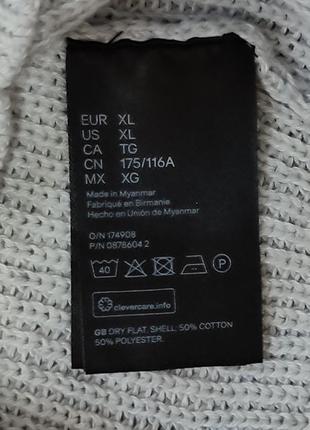 EUR XL
US XL
CA TG
CN 175/116A
MX XG
Made in Myanmar
Fabriqué en Birmanie
Hecho en Unión de Myanmar
O/N 174908
P/N 0878604 2
40 P
clevercare.info
GB DRY FLAT. SHELL: 50% COTTON
50% POLYESTER.